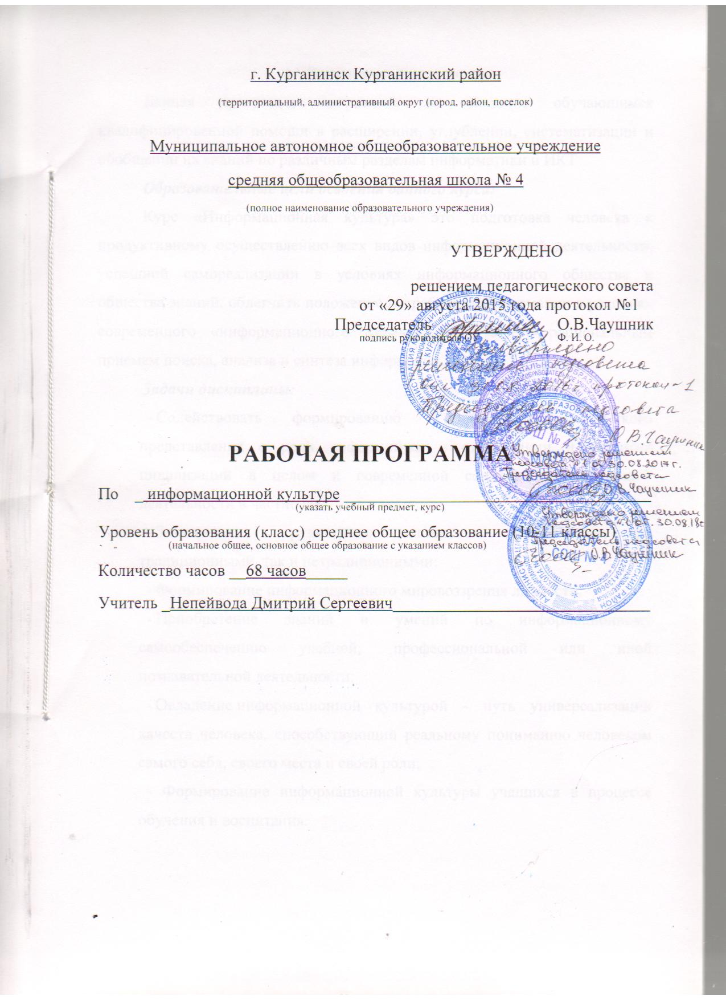 г. Курганинск Курганинский район
(территориальный, административный округ (город, район, поселок)
Муниципальное автономное общеобразовательное учреждение
средняя общеобразовательная школа № 4
(полное наименование образовательного учреждения)
УТВЕРЖДЕНО
решением педагогического совета
от «29» августа 2015 года протокол №1
Председатель О.В.Чаушник
подпись руководителя ОУ Ф. И. О.
Утверждено
решением педсовета
протокол №1
Председатель педсовета
О.В.Чаушник
РАБОЧАЯ ПРОГРАММА
Утверждено решением
педсовета №1 от 30.08.2017г.
Председатель педсовета
О.В.Чаушник
По информационной культуре
(указать учебный предмет, курс)
Утверждено решением
педсовета №1 от 30.08.18г
Уровень образования (класс) среднее общее образование (10-11 классы)
Председатель педсовета
(начальное общее, основное общее образование с указанием классов)
О.В.Чаушник
СОШ № 4
Количество часов 68 часов
Учитель Непейвода Дмитрий Сергеевич